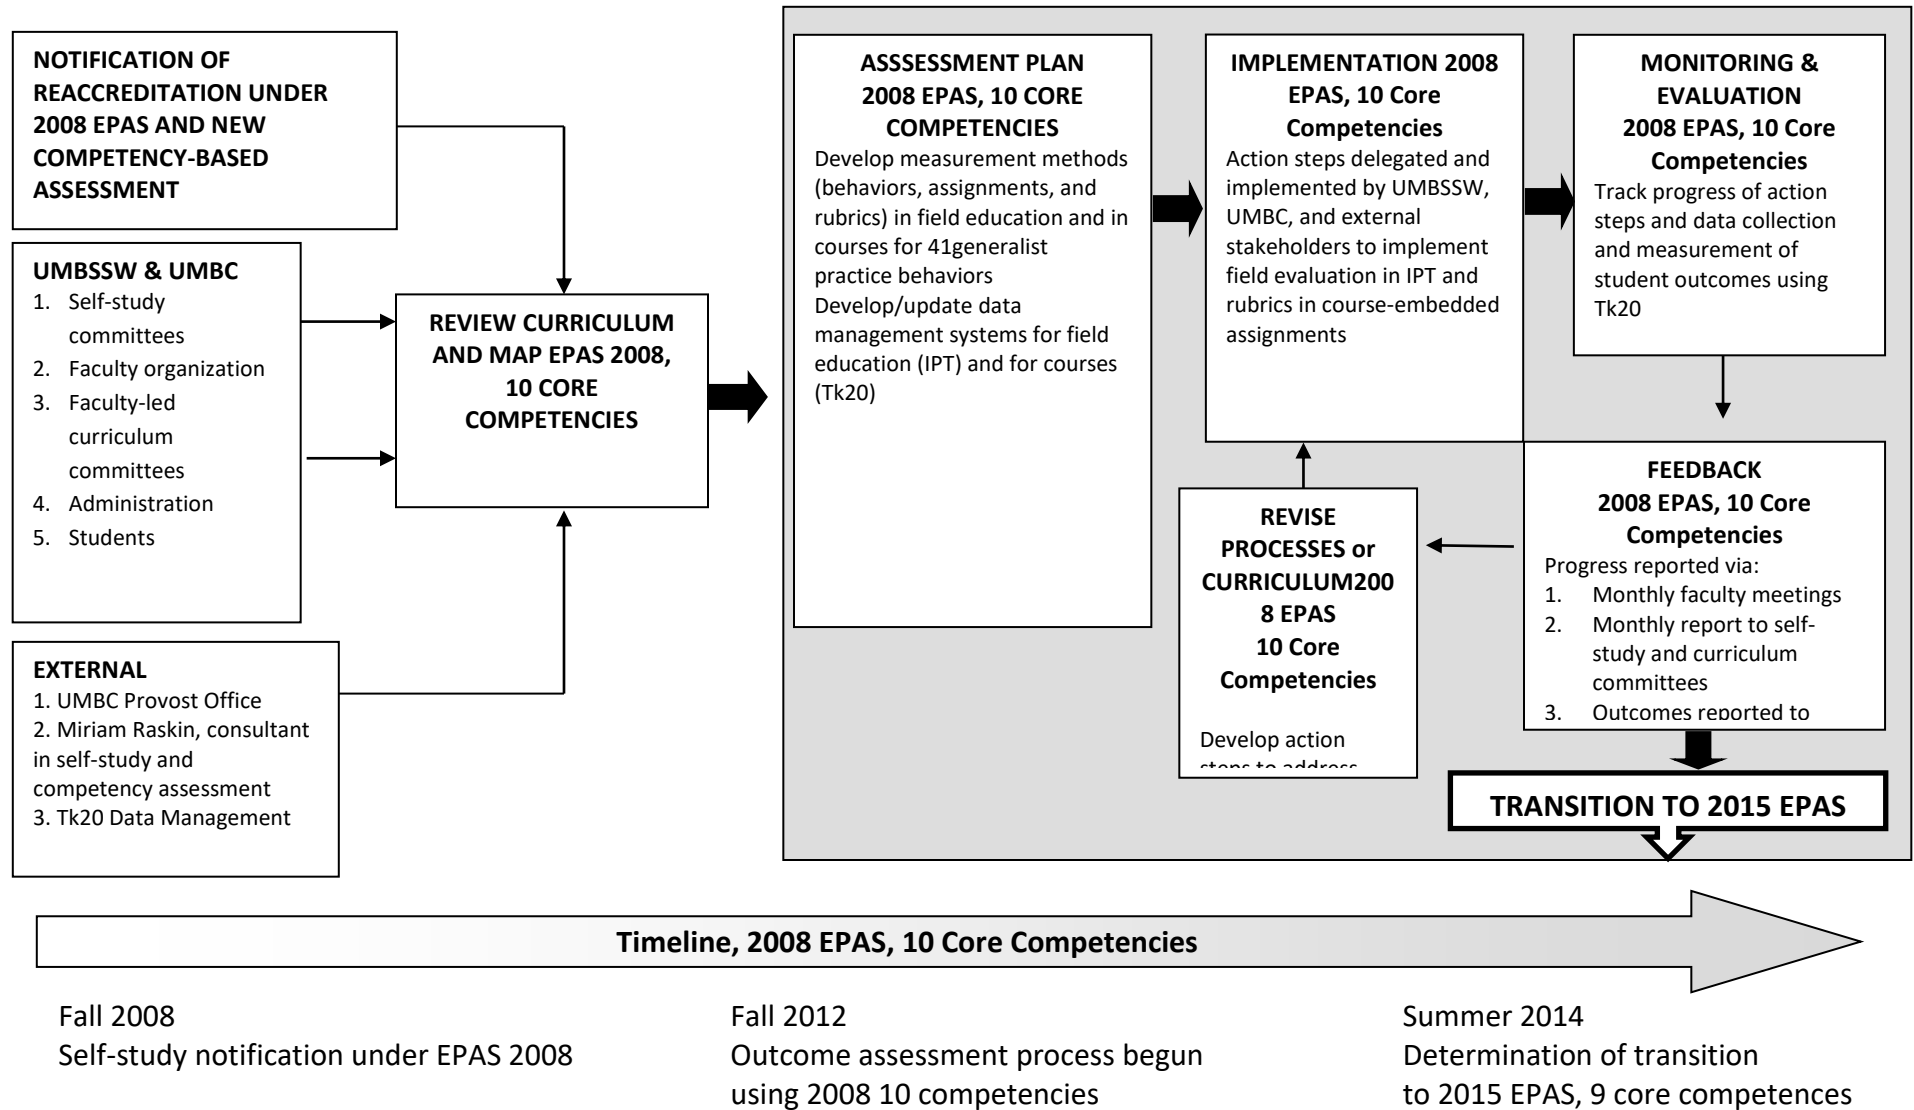 NOTIFICATION OF
REACCREDITATION UNDER
2008 EPAS AND NEW
COMPETENCY-BASED
ASSESSMENT
UMBSSW & UMBC
1. Self-study
committees
2. Faculty organization
3. Faculty-led
curriculum
committees
4. Administration
5. Students
EXTERNAL
1. UMBC Provost Office
2. Miriam Raskin, consultant
in self-study and
competency assessment
3. Tk20 Data Management
REVIEW CURRICULUM
AND MAP EPAS 2008,
10 CORE
COMPETENCIES
ASSSESSMENT PLAN
2008 EPAS, 10 CORE
COMPETENCIES
Develop measurement methods
(behaviors, assignments, and
rubrics) in field education and in
courses for 41generalist
practice behaviors
Develop/update data
management systems for field
education (IPT) and for courses
(Tk20)
IMPLEMENTATION 2008
EPAS, 10 Core
Competencies
Action steps delegated and
implemented by UMBSSW,
UMBC, and external
stakeholders to implement
field evaluation in IPT and
rubrics in course-embedded
assignments
MONITORING &
EVALUATION
2008 EPAS, 10 Core
Competencies
Track progress of action
steps and data collection
and measurement of
student outcomes using
Tk20
FEEDBACK
2008 EPAS, 10 Core
Competencies
Progress reported via:
1. Monthly faculty meetings
2. Monthly report to self-
study and curriculum
committees
3. Outcomes reported to
REVISE
PROCESSES or
CURRICULUM200
8 EPAS
10 Core
Competencies
Develop action
steps to address
TRANSITION TO 2015 EPAS
Timeline, 2008 EPAS, 10 Core Competencies
Fall 2008
Self-study notification under EPAS 2008
Fall 2012
Outcome assessment process begun
using 2008 10 competencies
Summer 2014
Determination of transition
to 2015 EPAS, 9 core competences